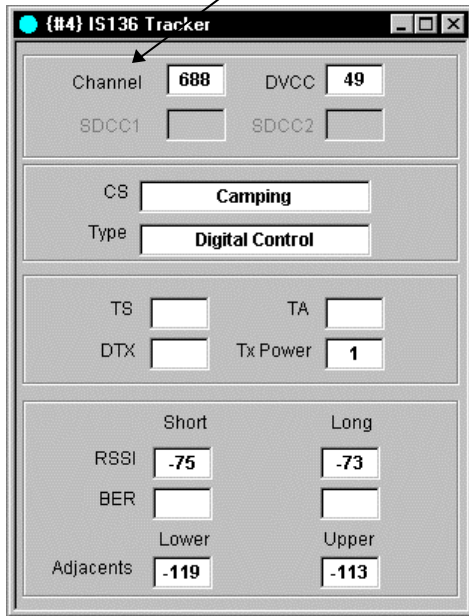 {#4} IS136 Tracker
Channel 688 DVCC 49
SDCC1 SDCC2
CS Camping
Type Digital Control
TS TA
DTX Tx Power 1
Short Long
RSSI -75 -73
BER
Lower Upper
Adjacents -119 -113